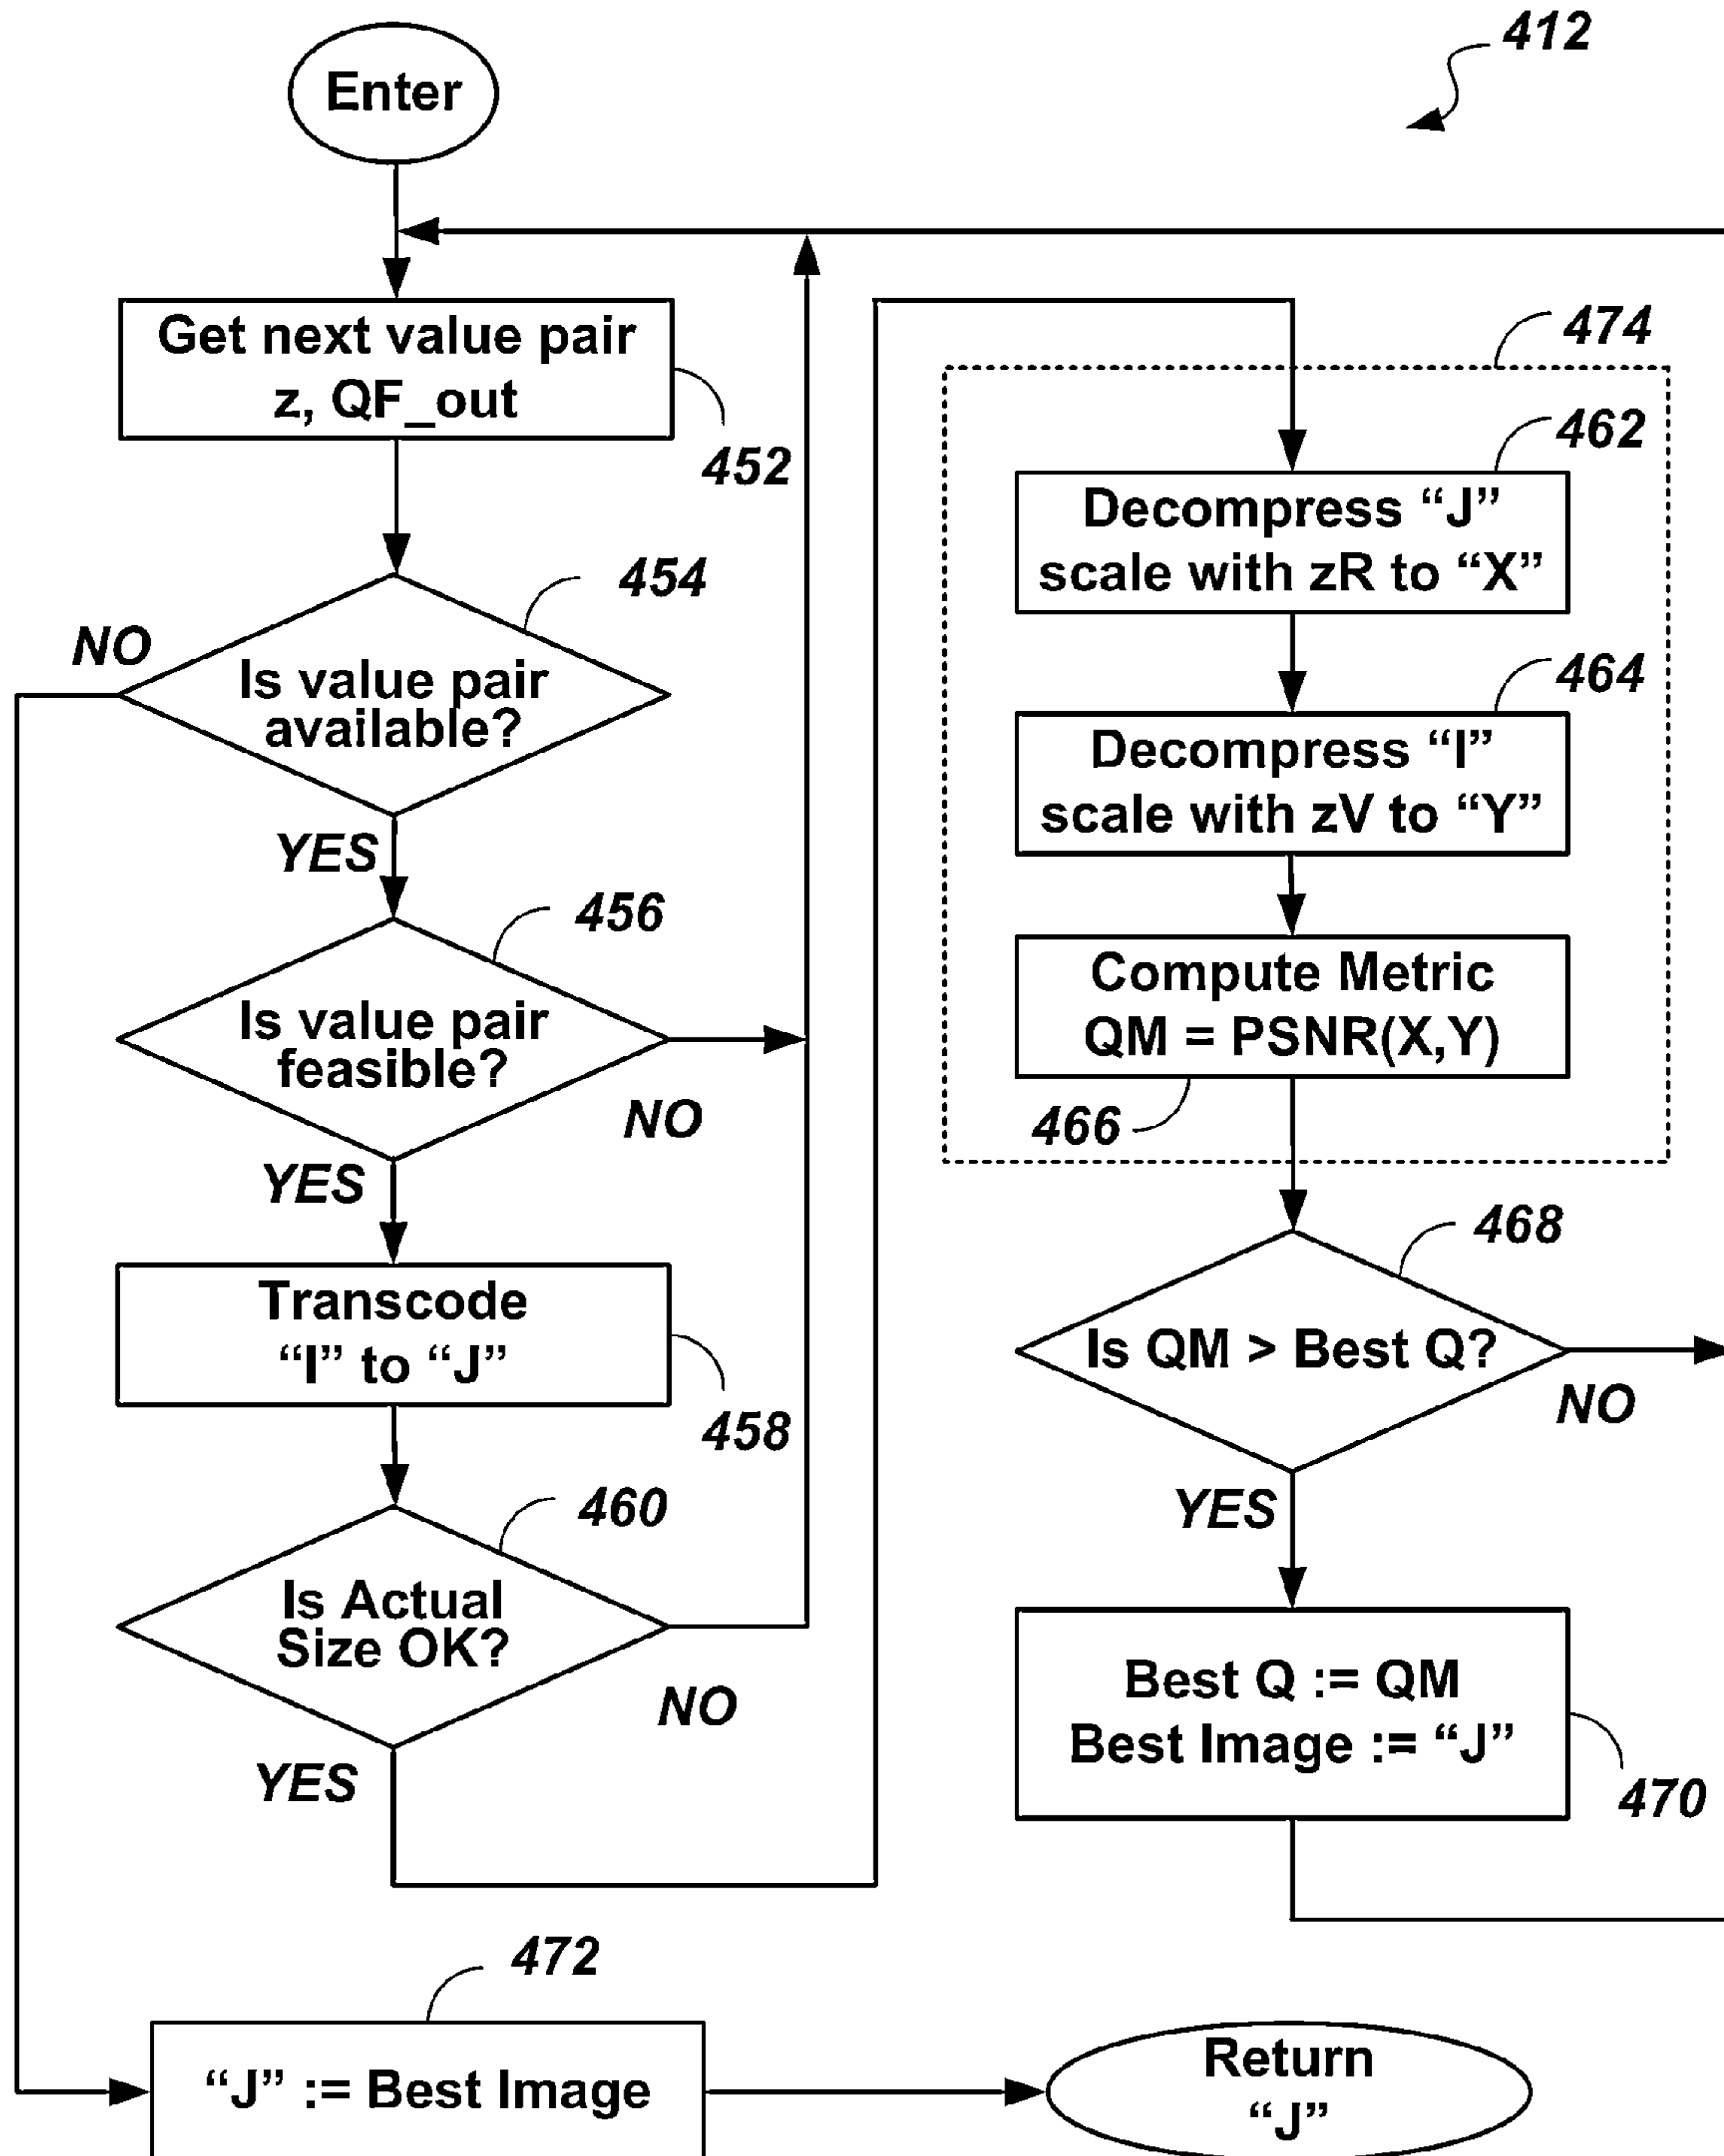 412
Enter
Get next value pair
z, QF_out
452
454
NO
Is value pair
available?
YES
456
Is value pair
feasible?
NO
YES
Transcode
“I” to “J”
458
460
Is Actual
Size OK?
NO
YES
474
462
Decompress “J”
scale with zR to “X”
464
Decompress “I”
scale with zV to “Y”
Compute Metric
QM = PSNR(X,Y)
466
468
Is QM > Best Q?
NO
YES
Best Q := QM
Best Image := “J”
470
472
“J” := Best Image
Return
“J”